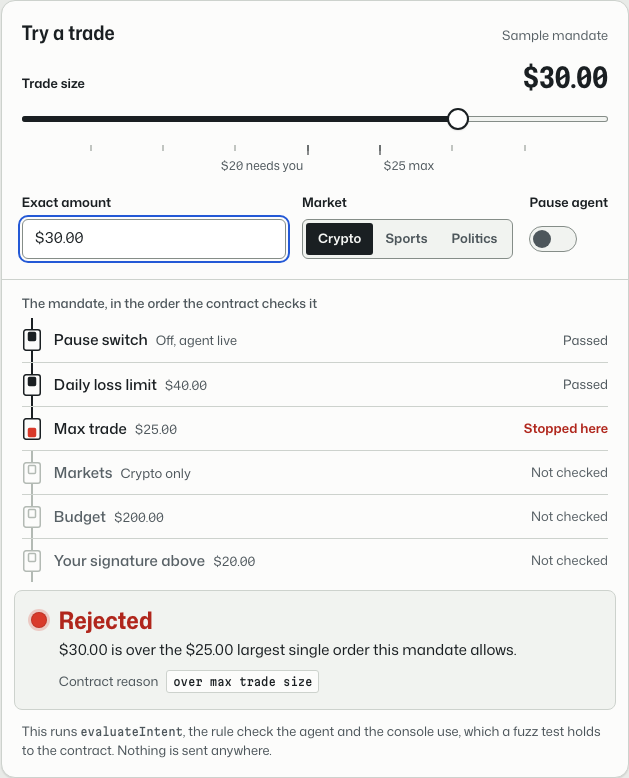 Try a trade
Sample mandate
Trade size
$30.00
$20 needs you
$25 max
Exact amount
Market
Pause agent
$30.00
Crypto
Sports
Politics
The mandate, in the order the contract checks it
Pause switch Off, agent live Passed
Daily loss limit $40.00 Passed
Max trade $25.00 Stopped here
Markets Crypto only Not checked
Budget $200.00 Not checked
Your signature above $20.00 Not checked
Rejected
$30.00 is over the $25.00 largest single order this mandate allows.
Contract reason over max trade size
This runs evaluateIntent, the rule check the agent and the console use, which a fuzz test holds
to the contract. Nothing is sent anywhere.